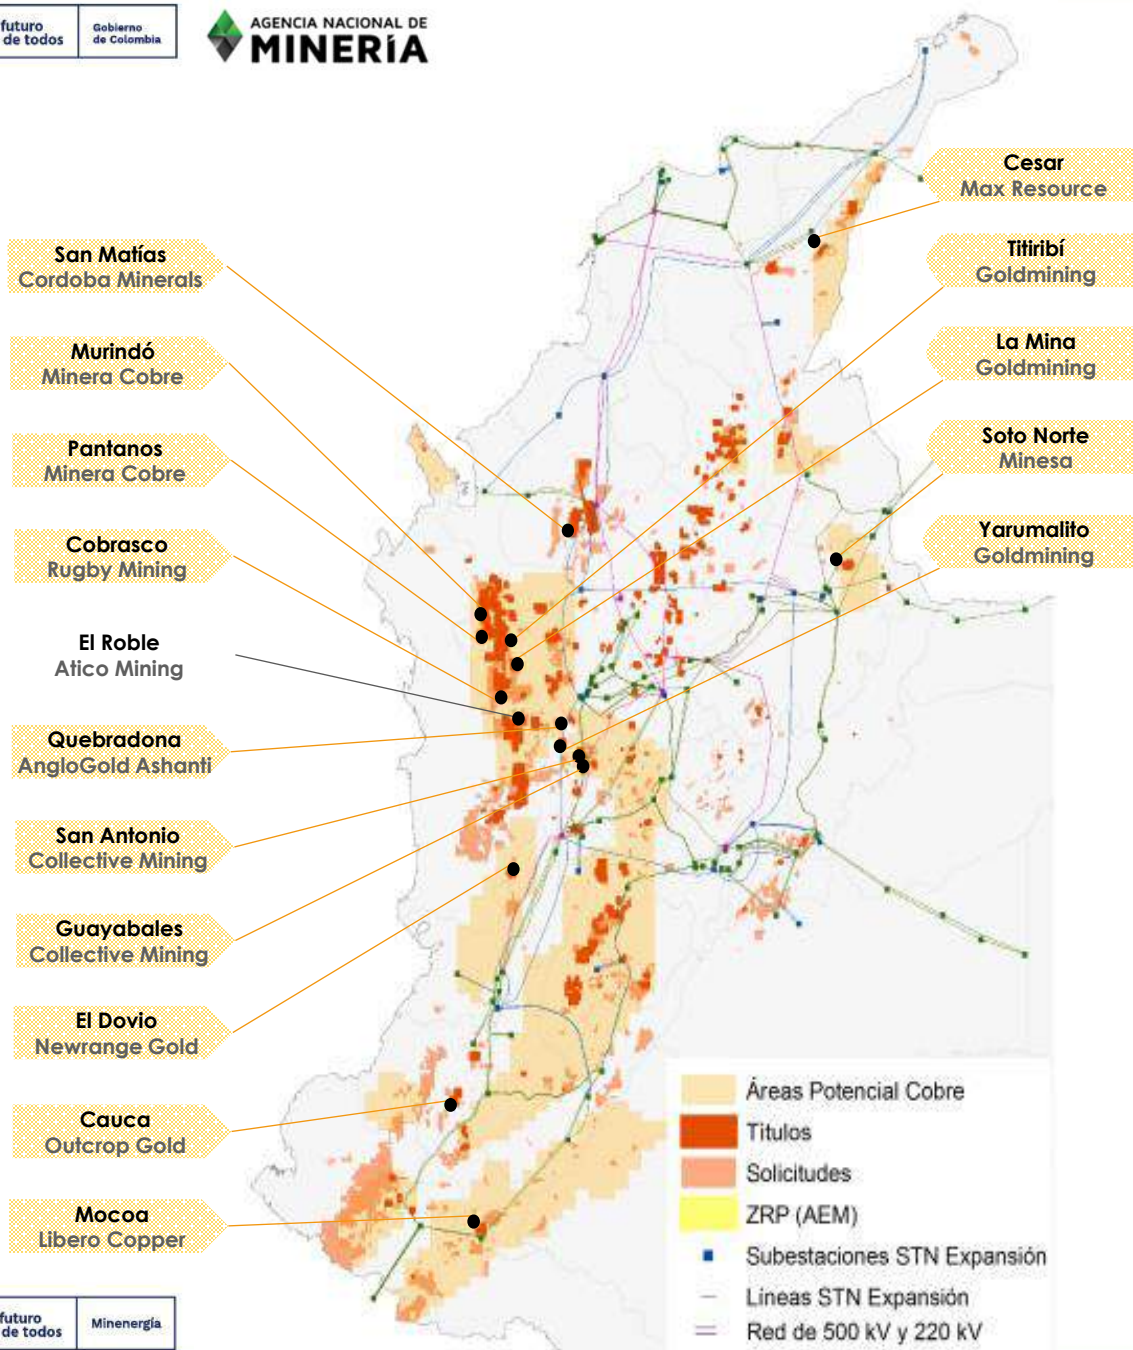 futuro
de todos
Gobierno
de Colombia
AGENCIA NACIONAL DE
MINERÍA
San Matías
Cordoba Minerals
Murindó
Minera Cobre
Pantanos
Minera Cobre
Cobrasco
Rugby Mining
El Roble
Atico Mining
Quebradona
AngloGold Ashanti
San Antonio
Collective Mining
Guayabales
Collective Mining
El Dovio
Newrange Gold
Cauca
Outcrop Gold
Mocoa
Libero Copper
Cesar
Max Resource
Titiribí
Goldmining
La Mina
Goldmining
Soto Norte
Minesa
Yarumalito
Goldmining
Áreas Potencial Cobre
Titulos
Solicitudes
ZRP (AEM)
Subestaciones STN Expansión
Líneas STN Expansión
Red de 500 kV y 220 kV
futuro
de todos
Minenergía